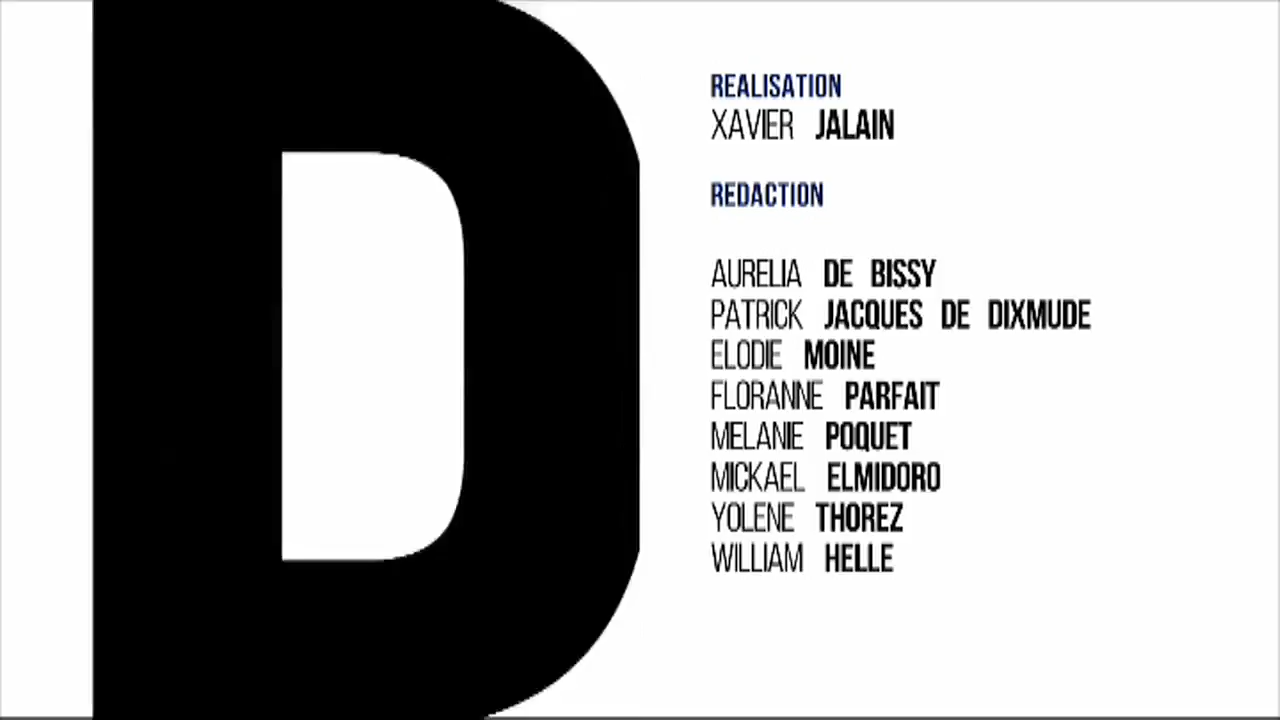 D
REALISATION
XAVIER JALAIN
REDACTION
AURELIA DE BISSY
PATRICK JACQUES DE DIXMUDE
ELODIE MOINE
FLORANNE PARFAIT
MELANIE POQUET
MICKAEL ELMIDORO
YOLENE THOREZ
WILLIAM HELLE